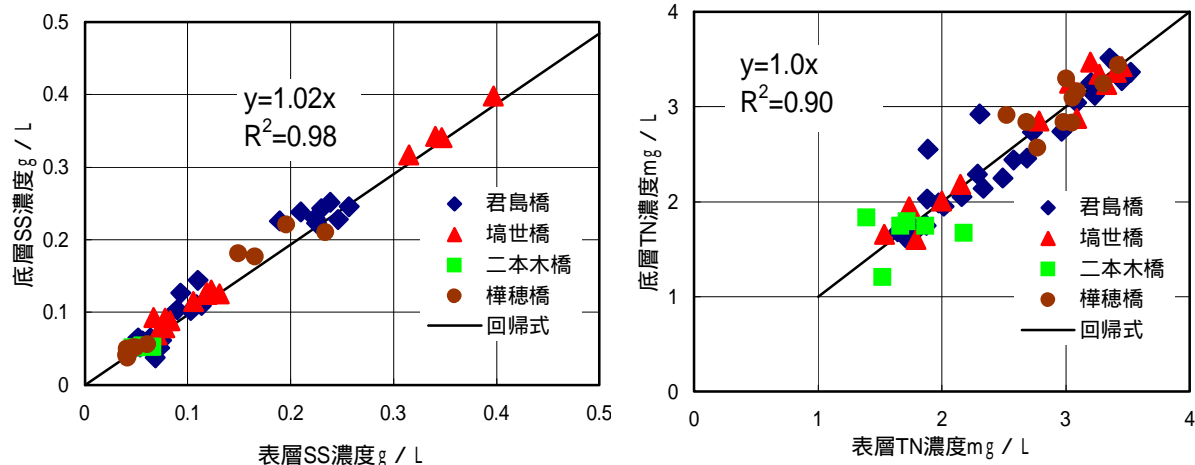 0.5
0.4
0.3
0.2
0.1
0
y=1.02x
R²=0.98
君島橋
塙世橋
二本木橋
樺穂橋
回帰式
0 0.1 0.2 0.3 0.4 0.5
表層SS濃度g/L
底層SS濃度g/L
4
3
2
1
0
y=1.0x
R²=0.90
君島橋
塙世橋
二本木橋
樺穂橋
回帰式
0 1 2 3 4
表層TN濃度mg/L
底層TN濃度mg/L